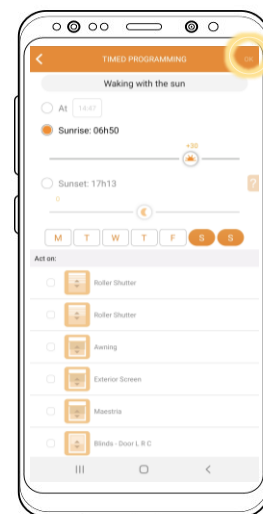 TIMED PROGRAMMING OK
Waking with the sun
At 14:47
Sunrise: 06h50
+30
Sunset: 17h13
?
0
M T W T F S S
Act on:
Roller Shutter
Roller Shutter
Awning
Exterior Screen
Maestria
Blinds - Door L R C